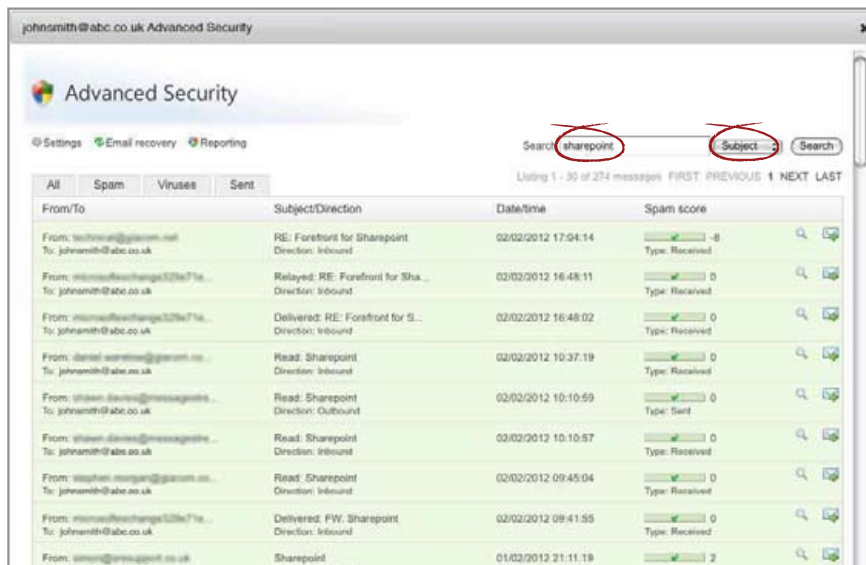 johnsmith@abc.co.uk Advanced Security
Advanced Security
Settings Email recovery Reporting
Search sharepoint Subject Search
Listing 1 - 30 of 274 messages FIRST PREVIOUS 1 NEXT LAST
All Spam Viruses Sent
From/To Subject/Direction Date/time Spam score
From: RE: Forefront for Sharepoint 02/02/2012 17:04:14 -8
To: johnsmith@abc.co.uk Direction: Inbound Type: Received
From: Relayed: RE: Forefront for Sha... 02/02/2012 16:48:11 0
To: johnsmith@abc.co.uk Direction: Inbound Type: Received
From: Delivered: RE: Forefront for S... 02/02/2012 16:48:02 0
To: johnsmith@abc.co.uk Direction: Inbound Type: Received
From: Read: Sharepoint 02/02/2012 10:37:19 0
To: johnsmith@abc.co.uk Direction: Inbound Type: Received
From: Read: Sharepoint 02/02/2012 10:10:59 0
To: johnsmith@abc.co.uk Direction: Outbound Type: Sent
From: Read: Sharepoint 02/02/2012 10:10:57 0
To: johnsmith@abc.co.uk Direction: Inbound Type: Received
From: Read: Sharepoint 02/02/2012 09:45:04 0
To: johnsmith@abc.co.uk Direction: Inbound Type: Received
From: Delivered: FW: Sharepoint 02/02/2012 09:41:55 0
To: johnsmith@abc.co.uk Direction: Inbound Type: Received
From: Sharepoint 01/02/2012 21:11:19 2